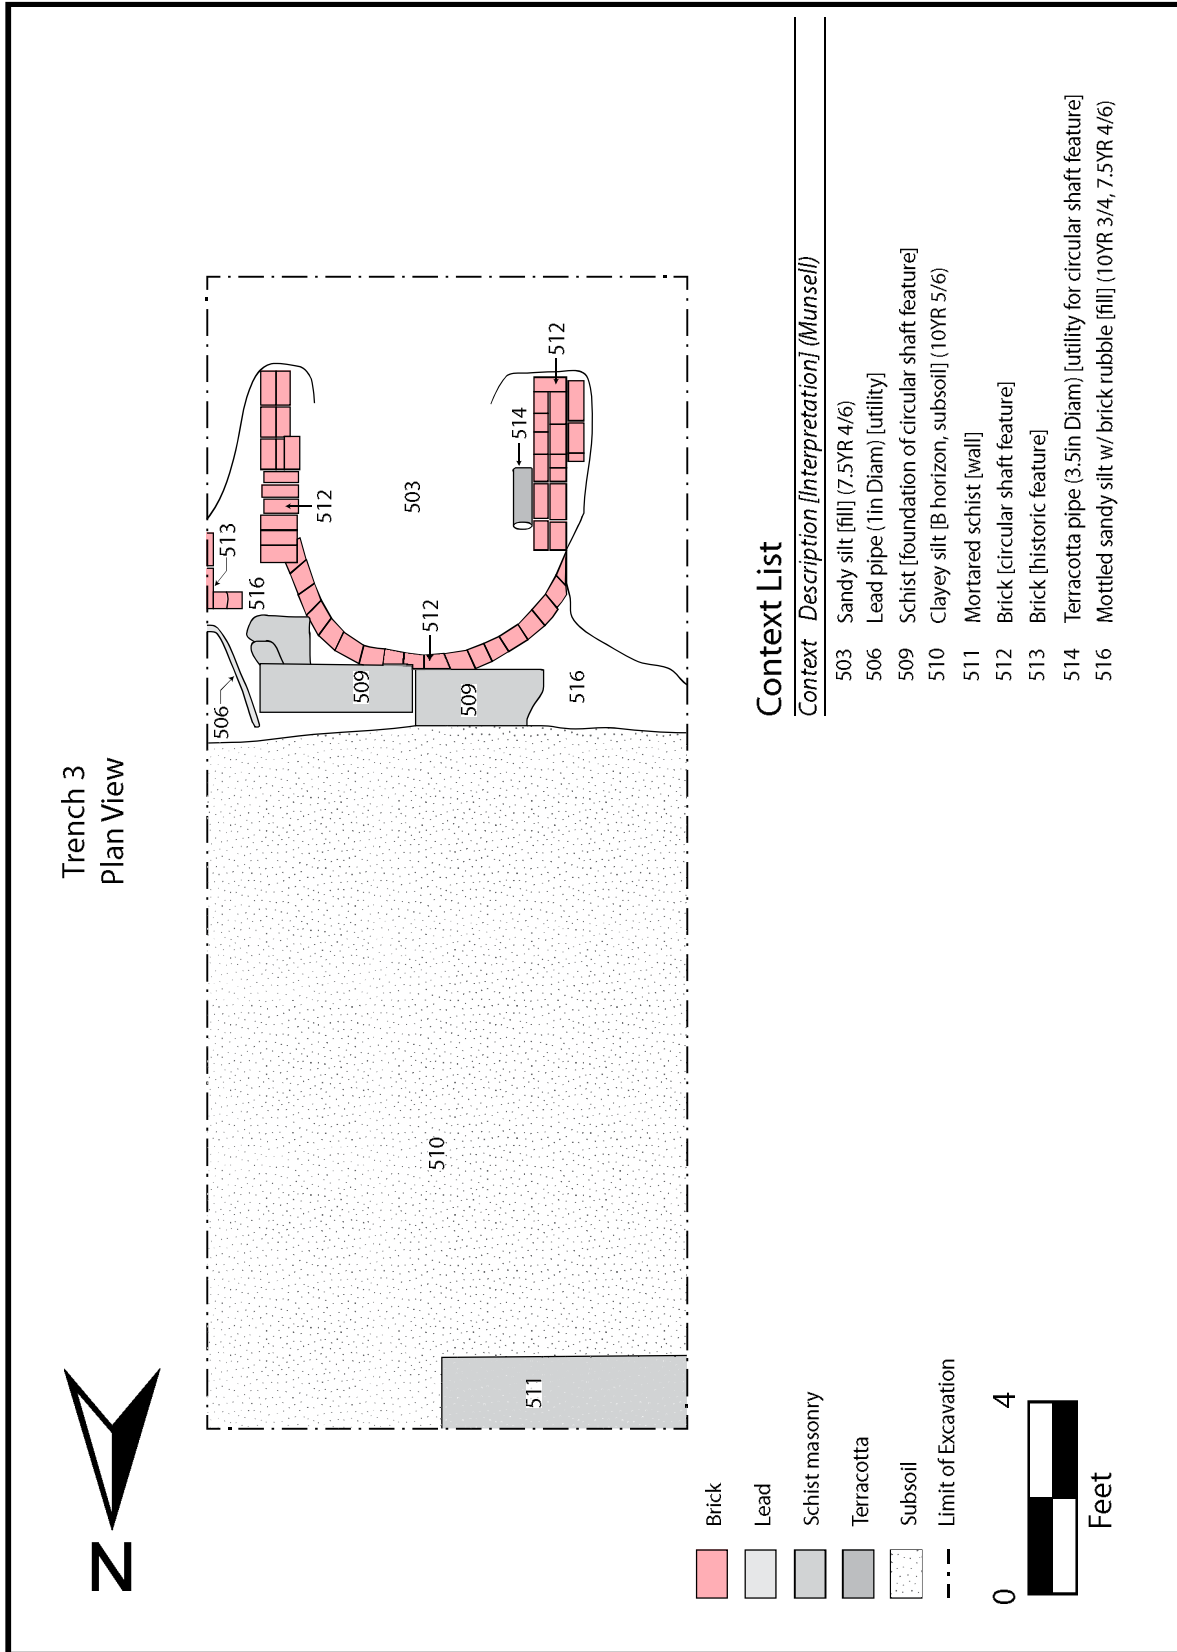 Trench 3
Plan View
N
506
516
513
512
503
514
512
512
509
509
516
510
511
Brick
Lead
Schist masonry
Terracotta
Subsoil
Limit of Excavation
0 4
Feet
Context List
Context Description [Interpretation] (Munsell)
503 Sandy silt [fill] (7.5YR 4/6)
506 Lead pipe (1in Diam) [utility]
509 Schist [foundation of circular shaft feature]
510 Clayey silt [B horizon, subsoil] (10YR 5/6)
511 Mortared schist [wall]
512 Brick [circular shaft feature]
513 Brick [historic feature]
514 Terracotta pipe (3.5in Diam) [utility for circular shaft feature]
516 Mottled sandy silt w/ brick rubble [fill] (10YR 3/4, 7.5YR 4/6)